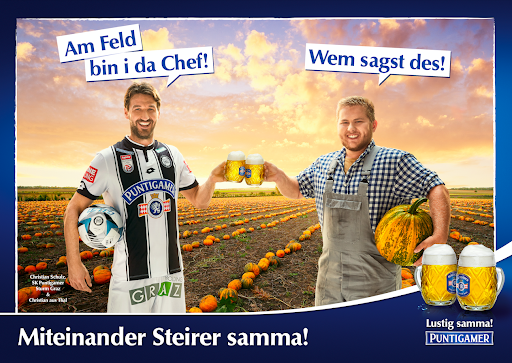 Am Feld
bin i da Chef!
Wem sagst des!
PUNTIGAMER
GRAZ
Christian Schulz,
SK Puntigamer
Sturm Graz
&
Christian aus Thal
Miteinander Steirer samma!
Lustig samma!
PUNTIGAMER